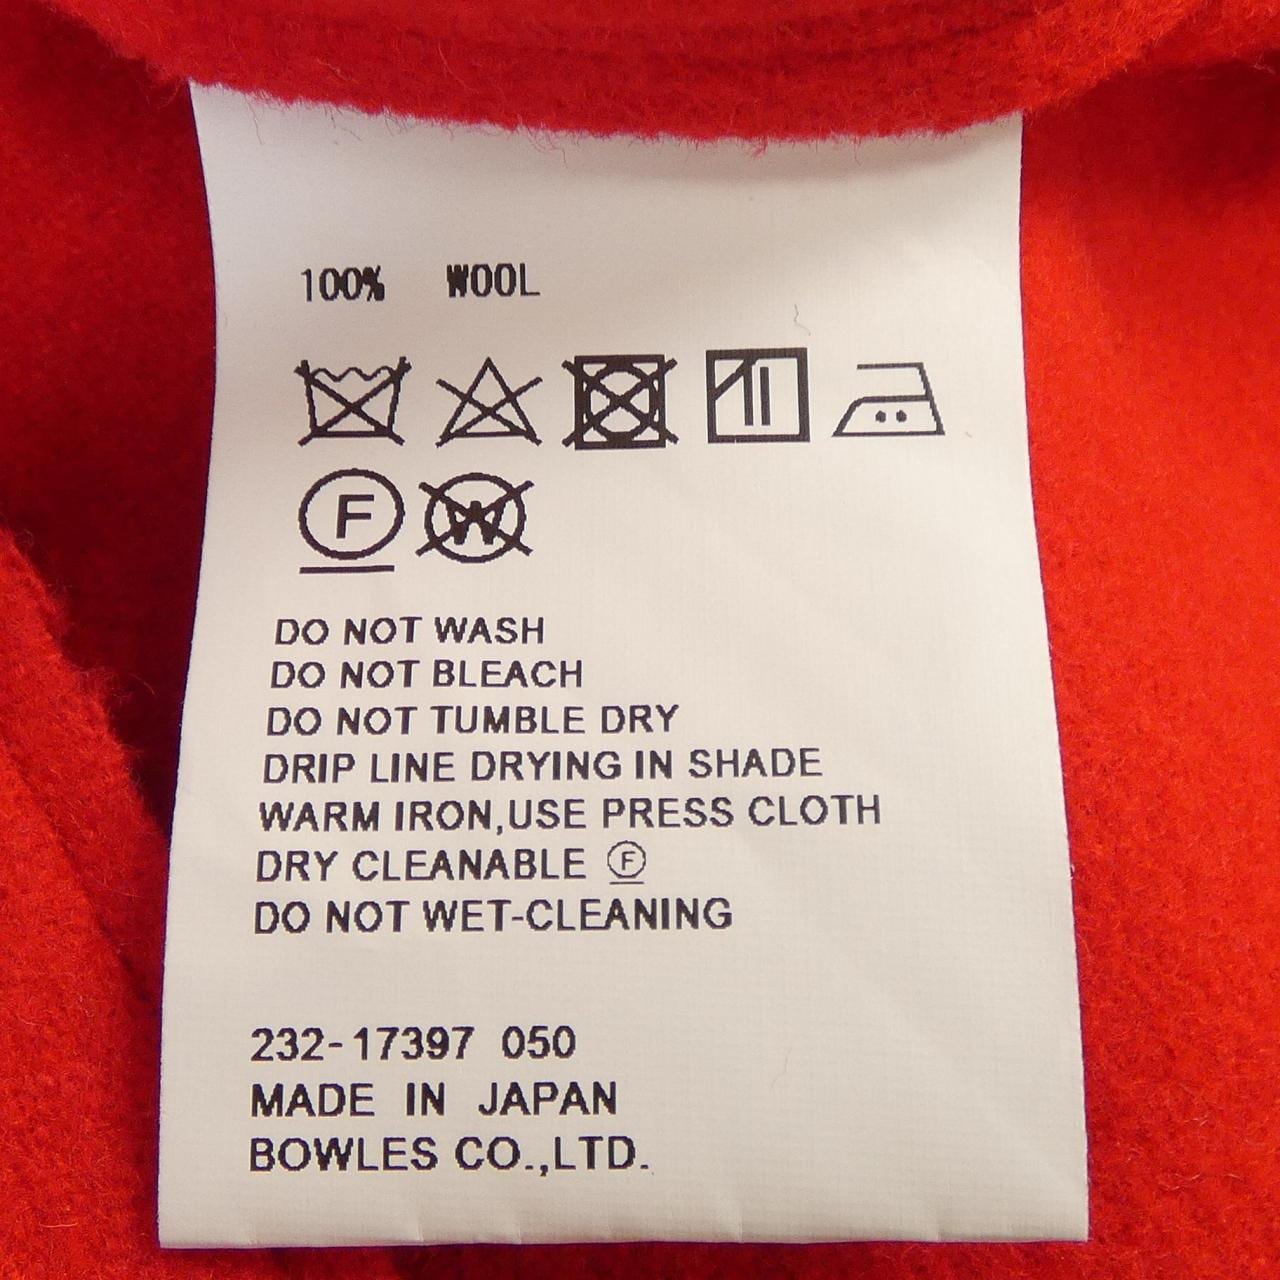 100% WOOL
F W
DO NOT WASH
DO NOT BLEACH
DO NOT TUMBLE DRY
DRIP LINE DRYING IN SHADE
WARM IRON,USE PRESS CLOTH
DRY CLEANABLE Ⓕ
DO NOT WET-CLEANING
232-17397 050
MADE IN JAPAN
BOWLES CO.,LTD.